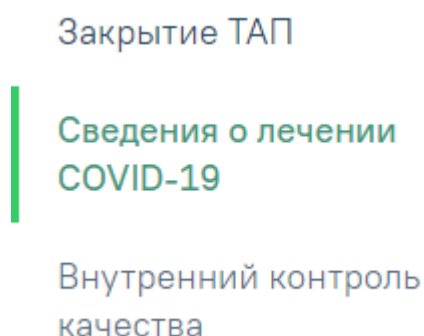 Закрытие ТАП
Сведения о лечении
COVID-19
Внутренний контроль
качества